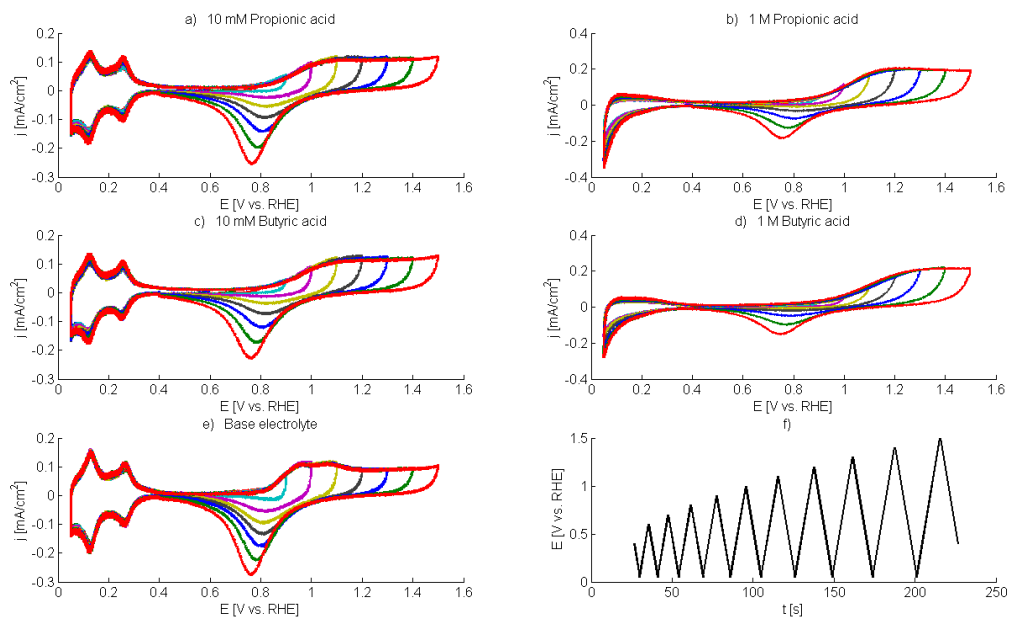 a) 10 mM Propionic acid
0.2
0.1
0
-0.1
-0.2
-0.3
j [mA/cm2]
0 0.2 0.4 0.6 0.8 1 1.2 1.4 1.6
E [V vs. RHE]
b) 1 M Propionic acid
0.4
0.2
0
-0.2
-0.4
j [mA/cm2]
0 0.2 0.4 0.6 0.8 1 1.2 1.4 1.6
E [V vs. RHE]
c) 10 mM Butyric acid
0.2
0.1
0
-0.1
-0.2
-0.3
j [mA/cm2]
0 0.2 0.4 0.6 0.8 1 1.2 1.4 1.6
E [V vs. RHE]
d) 1 M Butyric acid
0.4
0.2
0
-0.2
-0.4
j [mA/cm2]
0 0.2 0.4 0.6 0.8 1 1.2 1.4 1.6
E [V vs. RHE]
e) Base electrolyte
0.2
0.1
0
-0.1
-0.2
-0.3
j [mA/cm2]
0 0.2 0.4 0.6 0.8 1 1.2 1.4 1.6
E [V vs. RHE]
f)
1.5
1
0.5
0
E [V vs. RHE]
0 50 100 150 200 250
t [s]